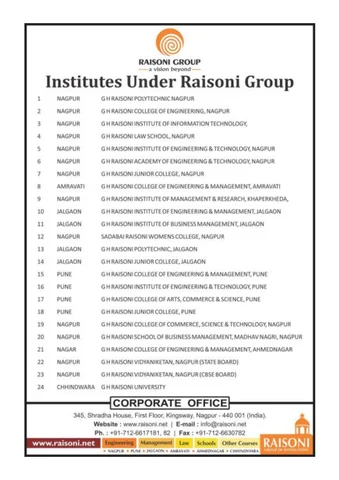 RAISONI GROUP
a vision beyond
Institutes Under Raisoni Group
1 NAGPUR G H RAISONI POLYTECHNIC NAGPUR
2 NAGPUR G H RAISONI COLLEGE OF ENGINEERING, NAGPUR
3 NAGPUR G H RAISONI INSTITUTE OF INFORMATION TECHNOLOGY,
4 NAGPUR G H RAISONI LAW SCHOOL, NAGPUR
5 NAGPUR G H RAISONI INSTITUTE OF ENGINEERING & TECHNOLOGY, NAGPUR
6 NAGPUR G H RAISONI ACADEMY OF ENGINEERING & TECHNOLOGY, NAGPUR
7 NAGPUR G H RAISONI JUNIOR COLLEGE, NAGPUR
8 AMRAVATI G H RAISONI COLLEGE OF ENGINEERING & MANAGEMENT, AMRAVATI
9 NAGPUR G H RAISONI INSTITUTE OF MANAGEMENT & RESEARCH, KHAPERKHEDA,
10 JALGAON G H RAISONI INSTITUTE OF ENGINEERING & MANAGEMENT, JALGAON
11 JALGAON G H RAISONI INSTITUTE OF BUSINESS MANAGEMENT, JALGAON
12 NAGPUR SADABAI RAISONI WOMENS COLLEGE, NAGPUR
13 JALGAON G H RAISONI POLYTECHNIC, JALGAON
14 JALGAON G H RAISONI JUNIOR COLLEGE, JALGAON
15 PUNE G H RAISONI COLLEGE OF ENGINEERING & MANAGEMENT, PUNE
16 PUNE G H RAISONI INSTITUTE OF ENGINEERING & TECHNOLOGY, PUNE
17 PUNE G H RAISONI COLLEGE OF ARTS, COMMERCE & SCIENCE, PUNE
18 PUNE G H RAISONI JUNIOR COLLEGE, PUNE
19 NAGPUR G H RAISONI COLLEGE OF COMMERCE, SCIENCE & TECHNOLOGY, NAGPUR
20 NAGPUR G H RAISONI SCHOOL OF BUSINESS MANAGEMENT, MADHAV NAGRI, NAGPUR
21 NAGAR G H RAISONI COLLEGE OF ENGINEERING & MANAGEMENT, AHMEDNAGAR
22 NAGPUR G H RAISONI VIDYANIKETAN, NAGPUR (STATE BOARD)
23 NAGPUR G H RAISONI VIDYANIKETAN, NAGPUR (CBSE BOARD)
24 CHHINDWARA G H RAISONI UNIVERSITY
CORPORATE OFFICE
345, Shradha House, First Floor, Kingsway, Nagpur - 440 001 (India).
Website : www.raisoni.net | E-mail : info@raisoni.net
Ph. : +91-712-6617181, 82 | Fax : +91-712-6630782
www.raisoni.net Engineering Management Law Schools Other Courses RAISONI
NAGPUR PUNE JALGAON AMRAVATI AHMEDNAGAR CHHINDWARA